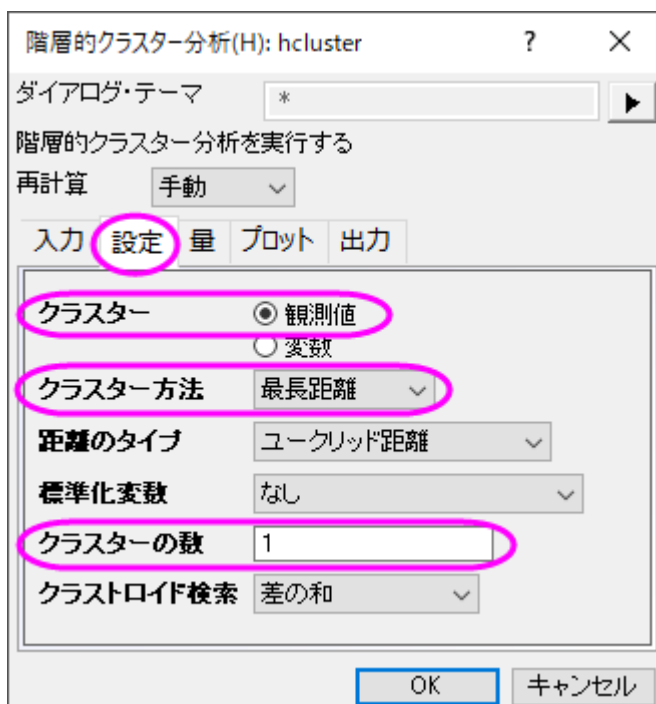 階層的クラスター分析(H): hcluster ? ×
ダイアログ・テーマ *
階層的クラスター分析を実行する
再計算 手動
入力 設定 量 プロット 出力
クラスター 観測値
変数
クラスター方法 最長距離
距離のタイプ ユークリッド距離
標準化変数 なし
クラスターの数 1
クラストロイド検索 差の和
OK キャンセル